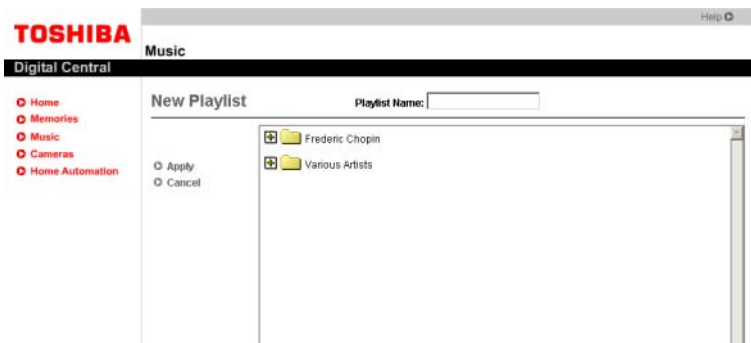 Help
TOSHIBA
Music
Digital Central
Home
Memories
Music
Cameras
Home Automation
New Playlist
Playlist Name:
Apply
Cancel
Frederic Chopin
Various Artists